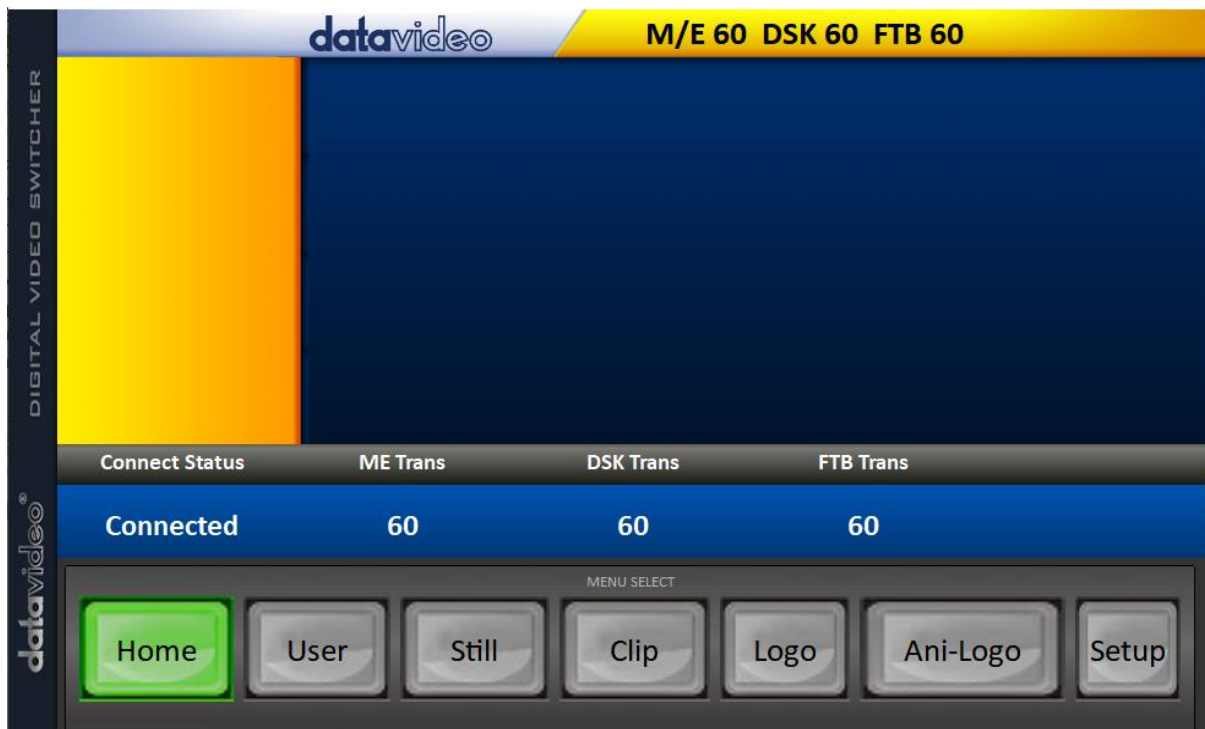 datavideo M/E 60 DSK 60 FTB 60
DIGITAL VIDEO SWITCHER
datavideo®
Connect Status ME Trans DSK Trans FTB Trans
Connected 60 60 60
MENU SELECT
Home User Still Clip Logo Ani-Logo Setup